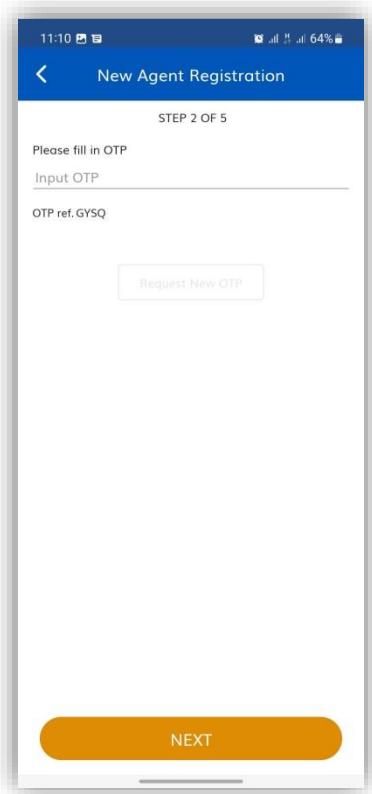 11:10 64%
New Agent Registration
STEP 2 OF 5
Please fill in OTP
Input OTP
OTP ref. GYSQ
Request New OTP
NEXT